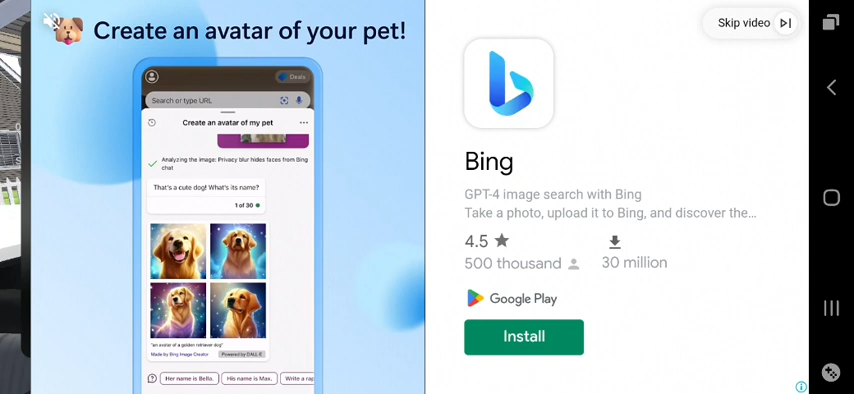 Create an avatar of your pet!
Deals
Search or type URL
Create an avatar of my pet
Analyzing the image: Privacy blur hides faces from Bing
chat
That's a cute dog! What's its name?
1 of 30
"an avatar of a golden retriever dog"
Made by Bing Image Creator
Powered by DALL·E
Her name is Bella.
His name is Max.
Write a rap
Skip video
Bing
GPT-4 image search with Bing
Take a photo, upload it to Bing, and discover the...
4.5 ★
500 thousand
30 million
Google Play
Install